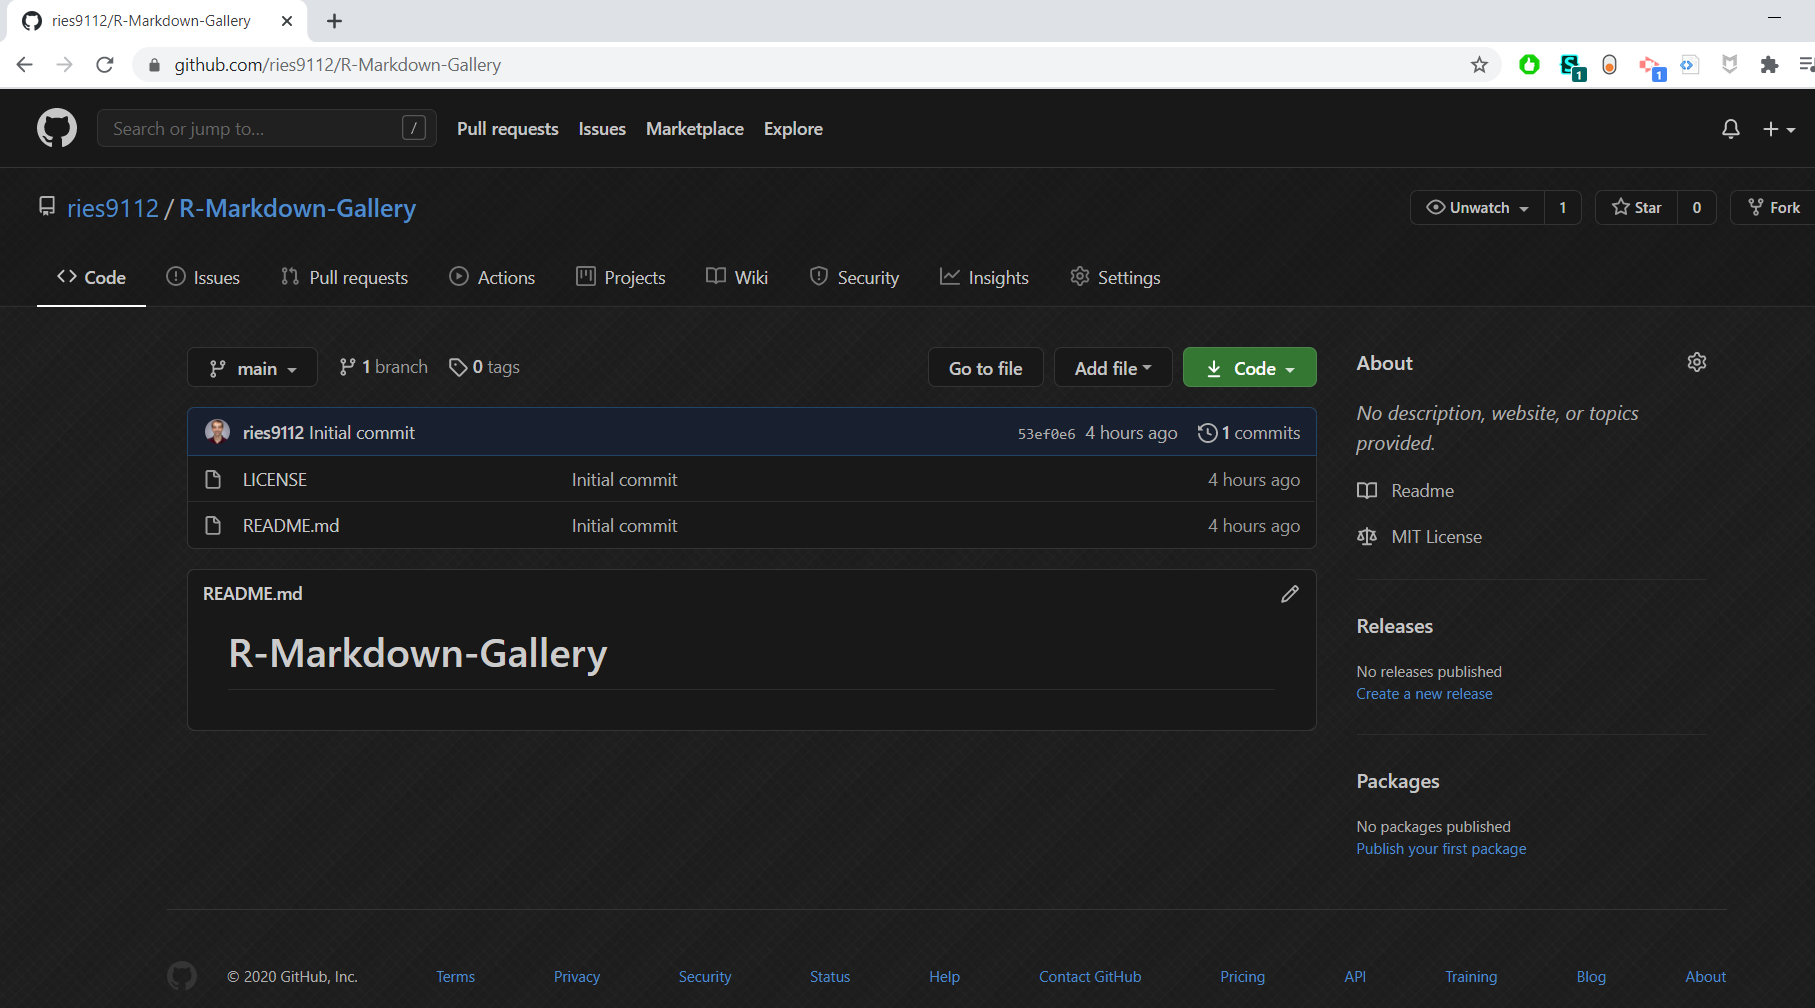 ries9112/R-Markdown-Gallery
github.com/ries9112/R-Markdown-Gallery
1
1
Search or jump to...
/
Pull requests
Issues
Marketplace
Explore
ries9112 / R-Markdown-Gallery
Unwatch
1
Star
0
Fork
Code
Issues
Pull requests
Actions
Projects
Wiki
Security
Insights
Settings
main
1 branch
0 tags
Go to file
Add file
Code
ries9112 Initial commit
53ef0e6 4 hours ago
1 commits
LICENSE
Initial commit
4 hours ago
README.md
Initial commit
4 hours ago
README.md
R-Markdown-Gallery
About
No description, website, or topics
provided.
Readme
MIT License
Releases
No releases published
Create a new release
Packages
No packages published
Publish your first package
© 2020 GitHub, Inc.
Terms
Privacy
Security
Status
Help
Contact GitHub
Pricing
API
Training
Blog
About